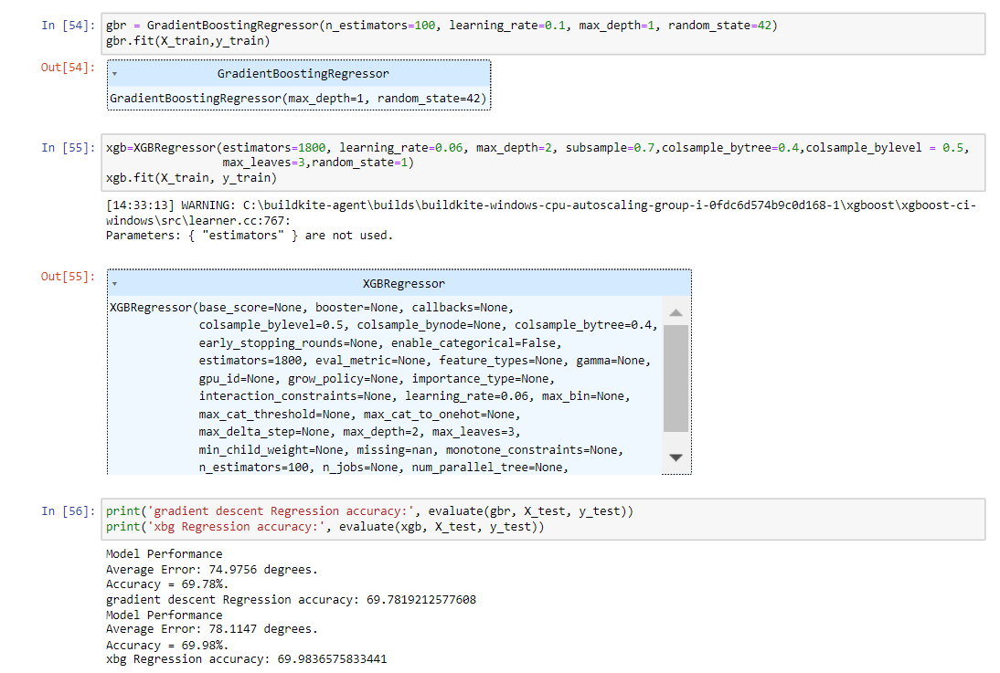 In [54]: gbr = GradientBoostingRegressor(n_estimators=100, learning_rate=0.1, max_depth=1, random_state=42)
gbr.fit(X_train,y_train)
Out[54]:
GradientBoostingRegressor
GradientBoostingRegressor(max_depth=1, random_state=42)
In [55]: xgb=XGBRegressor(estimators=1800, learning_rate=0.06, max_depth=2, subsample=0.7,colsample_bytree=0.4,colsample_bylevel = 0.5,
max_leaves=3,random_state=1)
xgb.fit(X_train, y_train)
[14:33:13] WARNING: C:\buildkite-agent\builds\buildkite-windows-cpu-autoscaling-group-i-0fdc6d574b9c0d168-1\xgboost\xgboost-ci-
windows\src\learner.cc:767:
Parameters: { "estimators" } are not used.
Out[55]:
XGBRegressor
XGBRegressor(base_score=None, booster=None, callbacks=None,
colsample_bylevel=0.5, colsample_bynode=None, colsample_bytree=0.4,
early_stopping_rounds=None, enable_categorical=False,
estimators=1800, eval_metric=None, feature_types=None, gamma=None,
gpu_id=None, grow_policy=None, importance_type=None,
interaction_constraints=None, learning_rate=0.06, max_bin=None,
max_cat_threshold=None, max_cat_to_onehot=None,
max_delta_step=None, max_depth=2, max_leaves=3,
min_child_weight=None, missing=nan, monotone_constraints=None,
n_estimators=100, n_jobs=None, num_parallel_tree=None,
In [56]: print('gradient descent Regression accuracy:', evaluate(gbr, X_test, y_test))
print('xbg Regression accuracy:', evaluate(xgb, X_test, y_test))
Model Performance
Average Error: 74.9756 degrees.
Accuracy = 69.78%.
gradient descent Regression accuracy: 69.7819212577608
Model Performance
Average Error: 78.1147 degrees.
Accuracy = 69.98%.
xbg Regression accuracy: 69.9836575833441